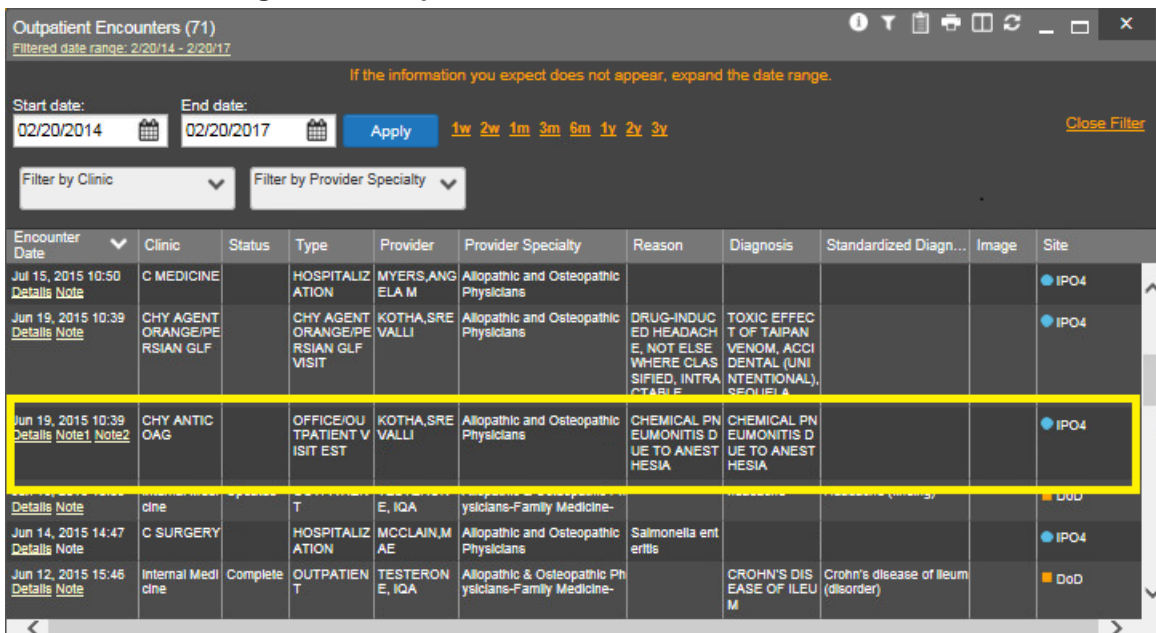 Outpatient Encounters (71)
Filtered date range: 2/20/14 - 2/20/17
If the information you expect does not appear, expand the date range.
Start date: End date:
02/20/2014 02/20/2017 Apply 1w 2w 1m 3m 6m 1y 2y 3y Close Filter
Filter by Clinic Filter by Provider Specialty
Encounter Date Clinic Status Type Provider Provider Specialty Reason Diagnosis Standardized Diagn... Image Site
Jul 15, 2015 10:50 C MEDICINE HOSPITALIZ MYERS,ANG Allopathic and Osteopathic IPO4
Details Note ATION ELA M Physicians
Jun 19, 2015 10:39 CHY AGENT CHY AGENT KOTHA,SRE Allopathic and Osteopathic DRUG-INDUC TOXIC EFFEC IPO4
Details Note ORANGE/PE ORANGE/PE VALLI Physicians ED HEADACH T OF TAIPAN
RSIAN GLF RSIAN GLF E, NOT ELSE VENOM, ACCI
VISIT WHERE CLAS DENTAL (UNI
SIFIED, INTRA NTENTIONAL),
CTABLE SEQUELA
Jun 19, 2015 10:39 CHY ANTIC OFFICE/OU KOTHA,SRE Allopathic and Osteopathic CHEMICAL PN CHEMICAL PN IPO4
Details Note1 Note2 OAG TPATIENT V VALLI Physicians EUMONITIS D EUMONITIS D
ISIT EST UE TO ANEST UE TO ANEST
HESIA HESIA
DoD
Details Note cine T E, IQA ysicians-Family Medicine-
Jun 14, 2015 14:47 C SURGERY HOSPITALIZ MCCLAIN,M Allopathic and Osteopathic Salmonella ent IPO4
Details Note ATION AE Physicians eritis
Jun 12, 2015 15:46 Internal Medi Complete OUTPATIEN TESTERON Allopathic & Osteopathic Ph CROHN'S DIS Crohn's disease of ileum DoD
Details Note cine T E, IQA ysicians-Family Medicine- EASE OF ILEU (disorder)
M